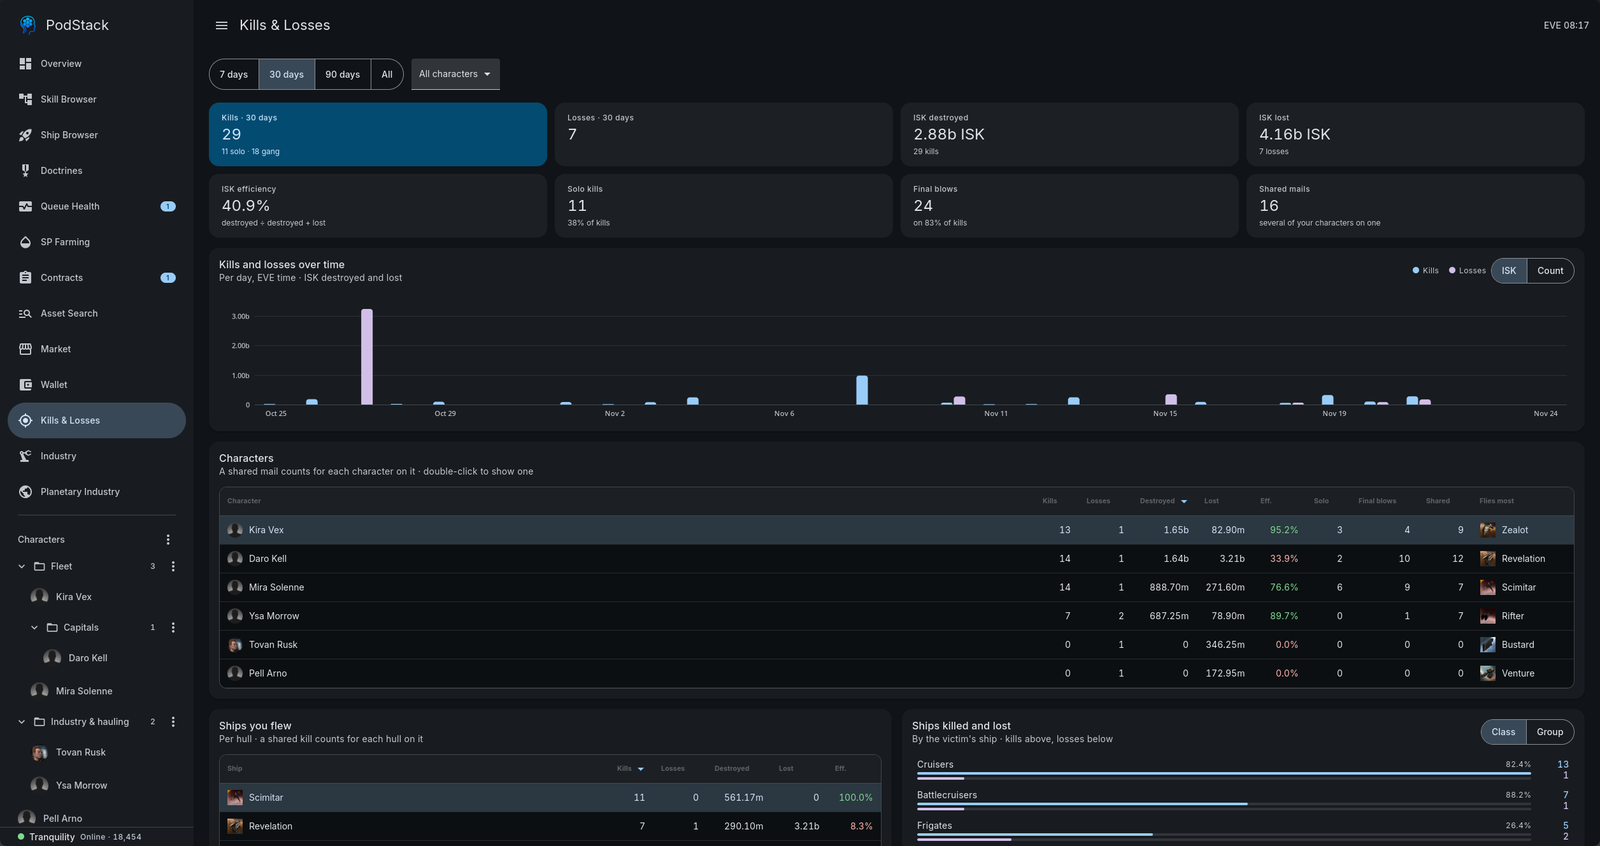 PodStack
Kills & Losses
EVE 08:17
Overview
Skill Browser
Ship Browser
Doctrines
Queue Health 1
SP Farming
Contracts 1
Asset Search
Market
Wallet
Kills & Losses
Industry
Planetary Industry
Characters
Fleet 3
Kira Vex
Capitals 1
Daro Kell
Mira Solenne
Industry & hauling 2
Tovan Rusk
Ysa Morrow
Pell Arno
Tranquility Online · 18,454
7 days 30 days 90 days All All characters
Kills · 30 days
29
11 solo · 18 gang
Losses · 30 days
7
ISK destroyed
2.88b ISK
29 kills
ISK lost
4.16b ISK
7 losses
ISK efficiency
40.9%
destroyed ÷ destroyed + lost
Solo kills
11
38% of kills
Final blows
24
on 83% of kills
Shared mails
16
several of your characters on one
Kills and losses over time
Per day, EVE time · ISK destroyed and lost
Kills Losses ISK Count
3.00b
2.00b
1.00b
0
Oct 25 Oct 29 Nov 2 Nov 6 Nov 11 Nov 15 Nov 19 Nov 24
Characters
A shared mail counts for each character on it · double-click to show one
Character Kills Losses Destroyed Lost Eff. Solo Final blows Shared Flies most
Kira Vex 13 1 1.65b 82.90m 95.2% 3 4 9 Zealot
Daro Kell 14 1 1.64b 3.21b 33.9% 2 10 12 Revelation
Mira Solenne 14 1 888.70m 271.60m 76.6% 6 9 7 Scimitar
Ysa Morrow 7 2 687.25m 78.90m 89.7% 0 1 7 Rifter
Tovan Rusk 0 1 0 346.25m 0.0% 0 0 0 Bustard
Pell Arno 0 1 0 172.95m 0.0% 0 0 0 Venture
Ships you flew
Per hull · a shared kill counts for each hull on it
Ship Kills Losses Destroyed Lost Eff.
Scimitar 11 0 561.17m 0 100.0%
Revelation 7 1 290.10m 3.21b 8.3%
Ships killed and lost
By the victim's ship · kills above, losses below
Class Group
Cruisers 82.4% 13
1
Battlecruisers 88.2% 7
1
Frigates 26.4% 5
2